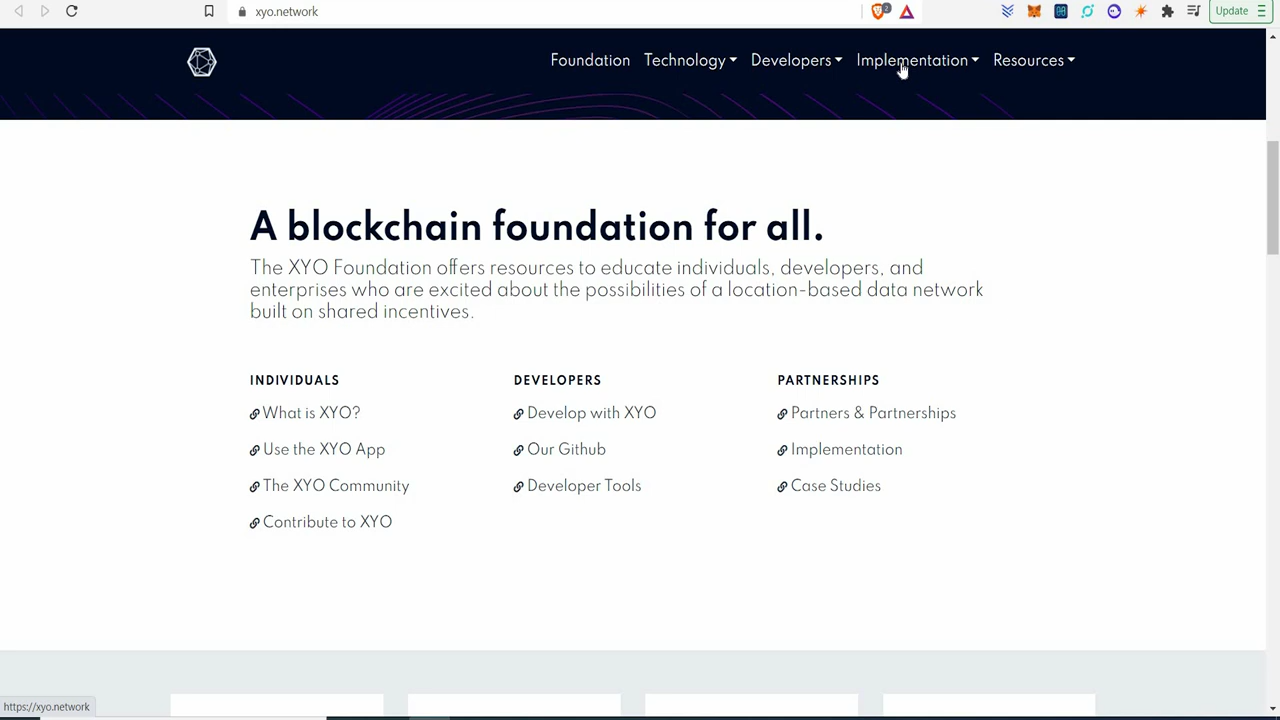 xyo.network
2
Update
Foundation Technology Developers Implementation Resources
A blockchain foundation for all.
The XYO Foundation offers resources to educate individuals, developers, and
enterprises who are excited about the possibilities of a location-based data network
built on shared incentives.
INDIVIDUALS
What is XYO?
Use the XYO App
The XYO Community
Contribute to XYO
DEVELOPERS
Develop with XYO
Our Github
Developer Tools
PARTNERSHIPS
Partners & Partnerships
Implementation
Case Studies
https://xyo.network